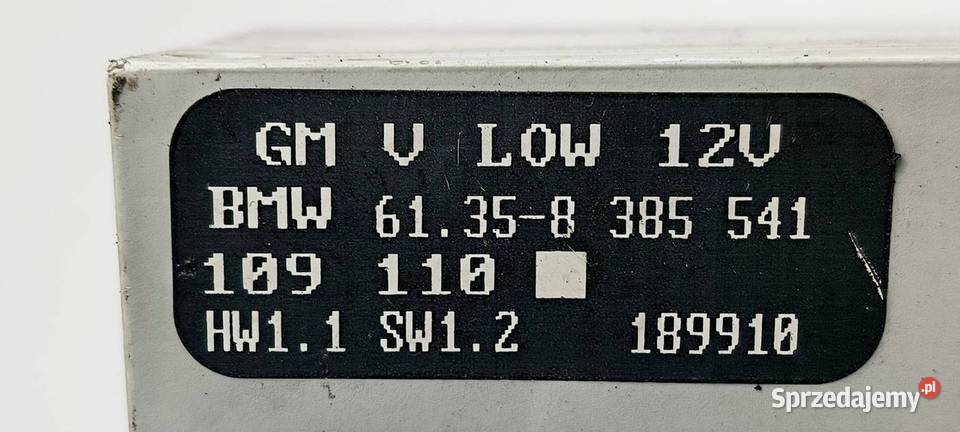 GM V LOW 12V
BMW 61.35-8 385 541
109 110
HW1.1 SW1.2 189910
Sprzedajemy.pl